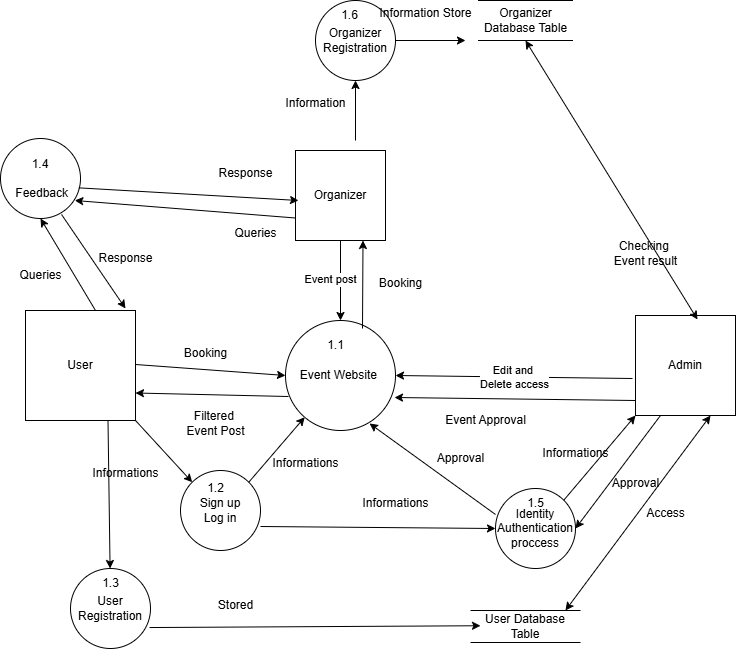 1.6
Organizer
Registration
Information Store
Organizer
Database Table
Information
1.4
Feedback
Response
Queries
Organizer
Response
Queries
Event post
Booking
Checking
Event result
User
Booking
1.1
Event Website
Edit and
Delete access
Admin
Filtered
Event Post
Event Approval
Informations
Informations
Approval
Informations
1.2
Sign up
Log in
Informations
1.5
Identity
Authentication
proccess
Approval
Access
1.3
User
Registration
Stored
User Database
Table